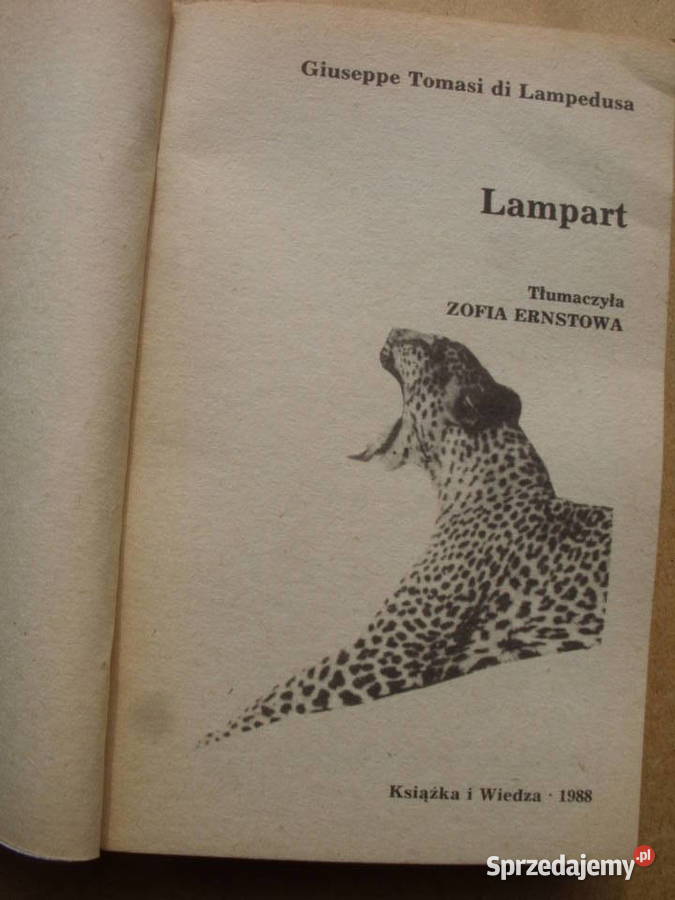 Giuseppe Tomasi di Lampedusa
Lampart
Tłumaczyła
ZOFIA ERNSTOWA
Książka i Wiedza · 1988
Sprzedajemy.pl